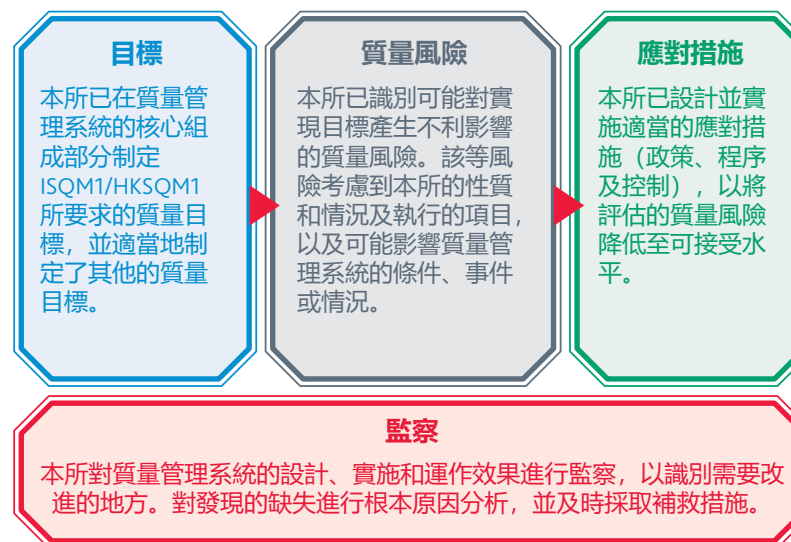 目標
本所已在質量管
理系統的核心組
成部分制定
ISQM1/HKSQM1
所要求的質量目
標，並適當地制
定了其他的質量
目標。
質量風險
本所已識別可能對實
現目標產生不利影響
的質量風險。該等風
險考慮到本所的性質
和情況及執行的項目，
以及可能影響質量管
理系統的條件、事件
或情況。
應對措施
本所已設計並實
施適當的應對措
施（政策、程序
及控制），以將
評估的質量風險
降低至可接受水
平。
監察
本所對質量管理系統的設計、實施和運作效果進行監察，以識別需要改
進的地方。對發現的缺失進行根本原因分析，並及時採取補救措施。